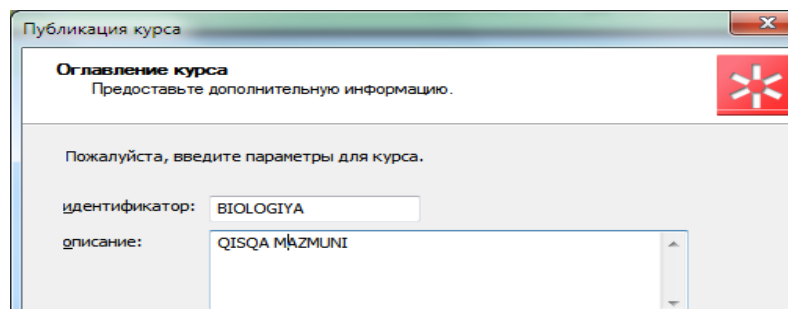 Публикация курса
Оглавление курса
Предоставьте дополнительную информацию.
Пожалуйста, введите параметры для курса.
идентификатор: BIOLOGIYA
описание: QISQA MAZMUNI